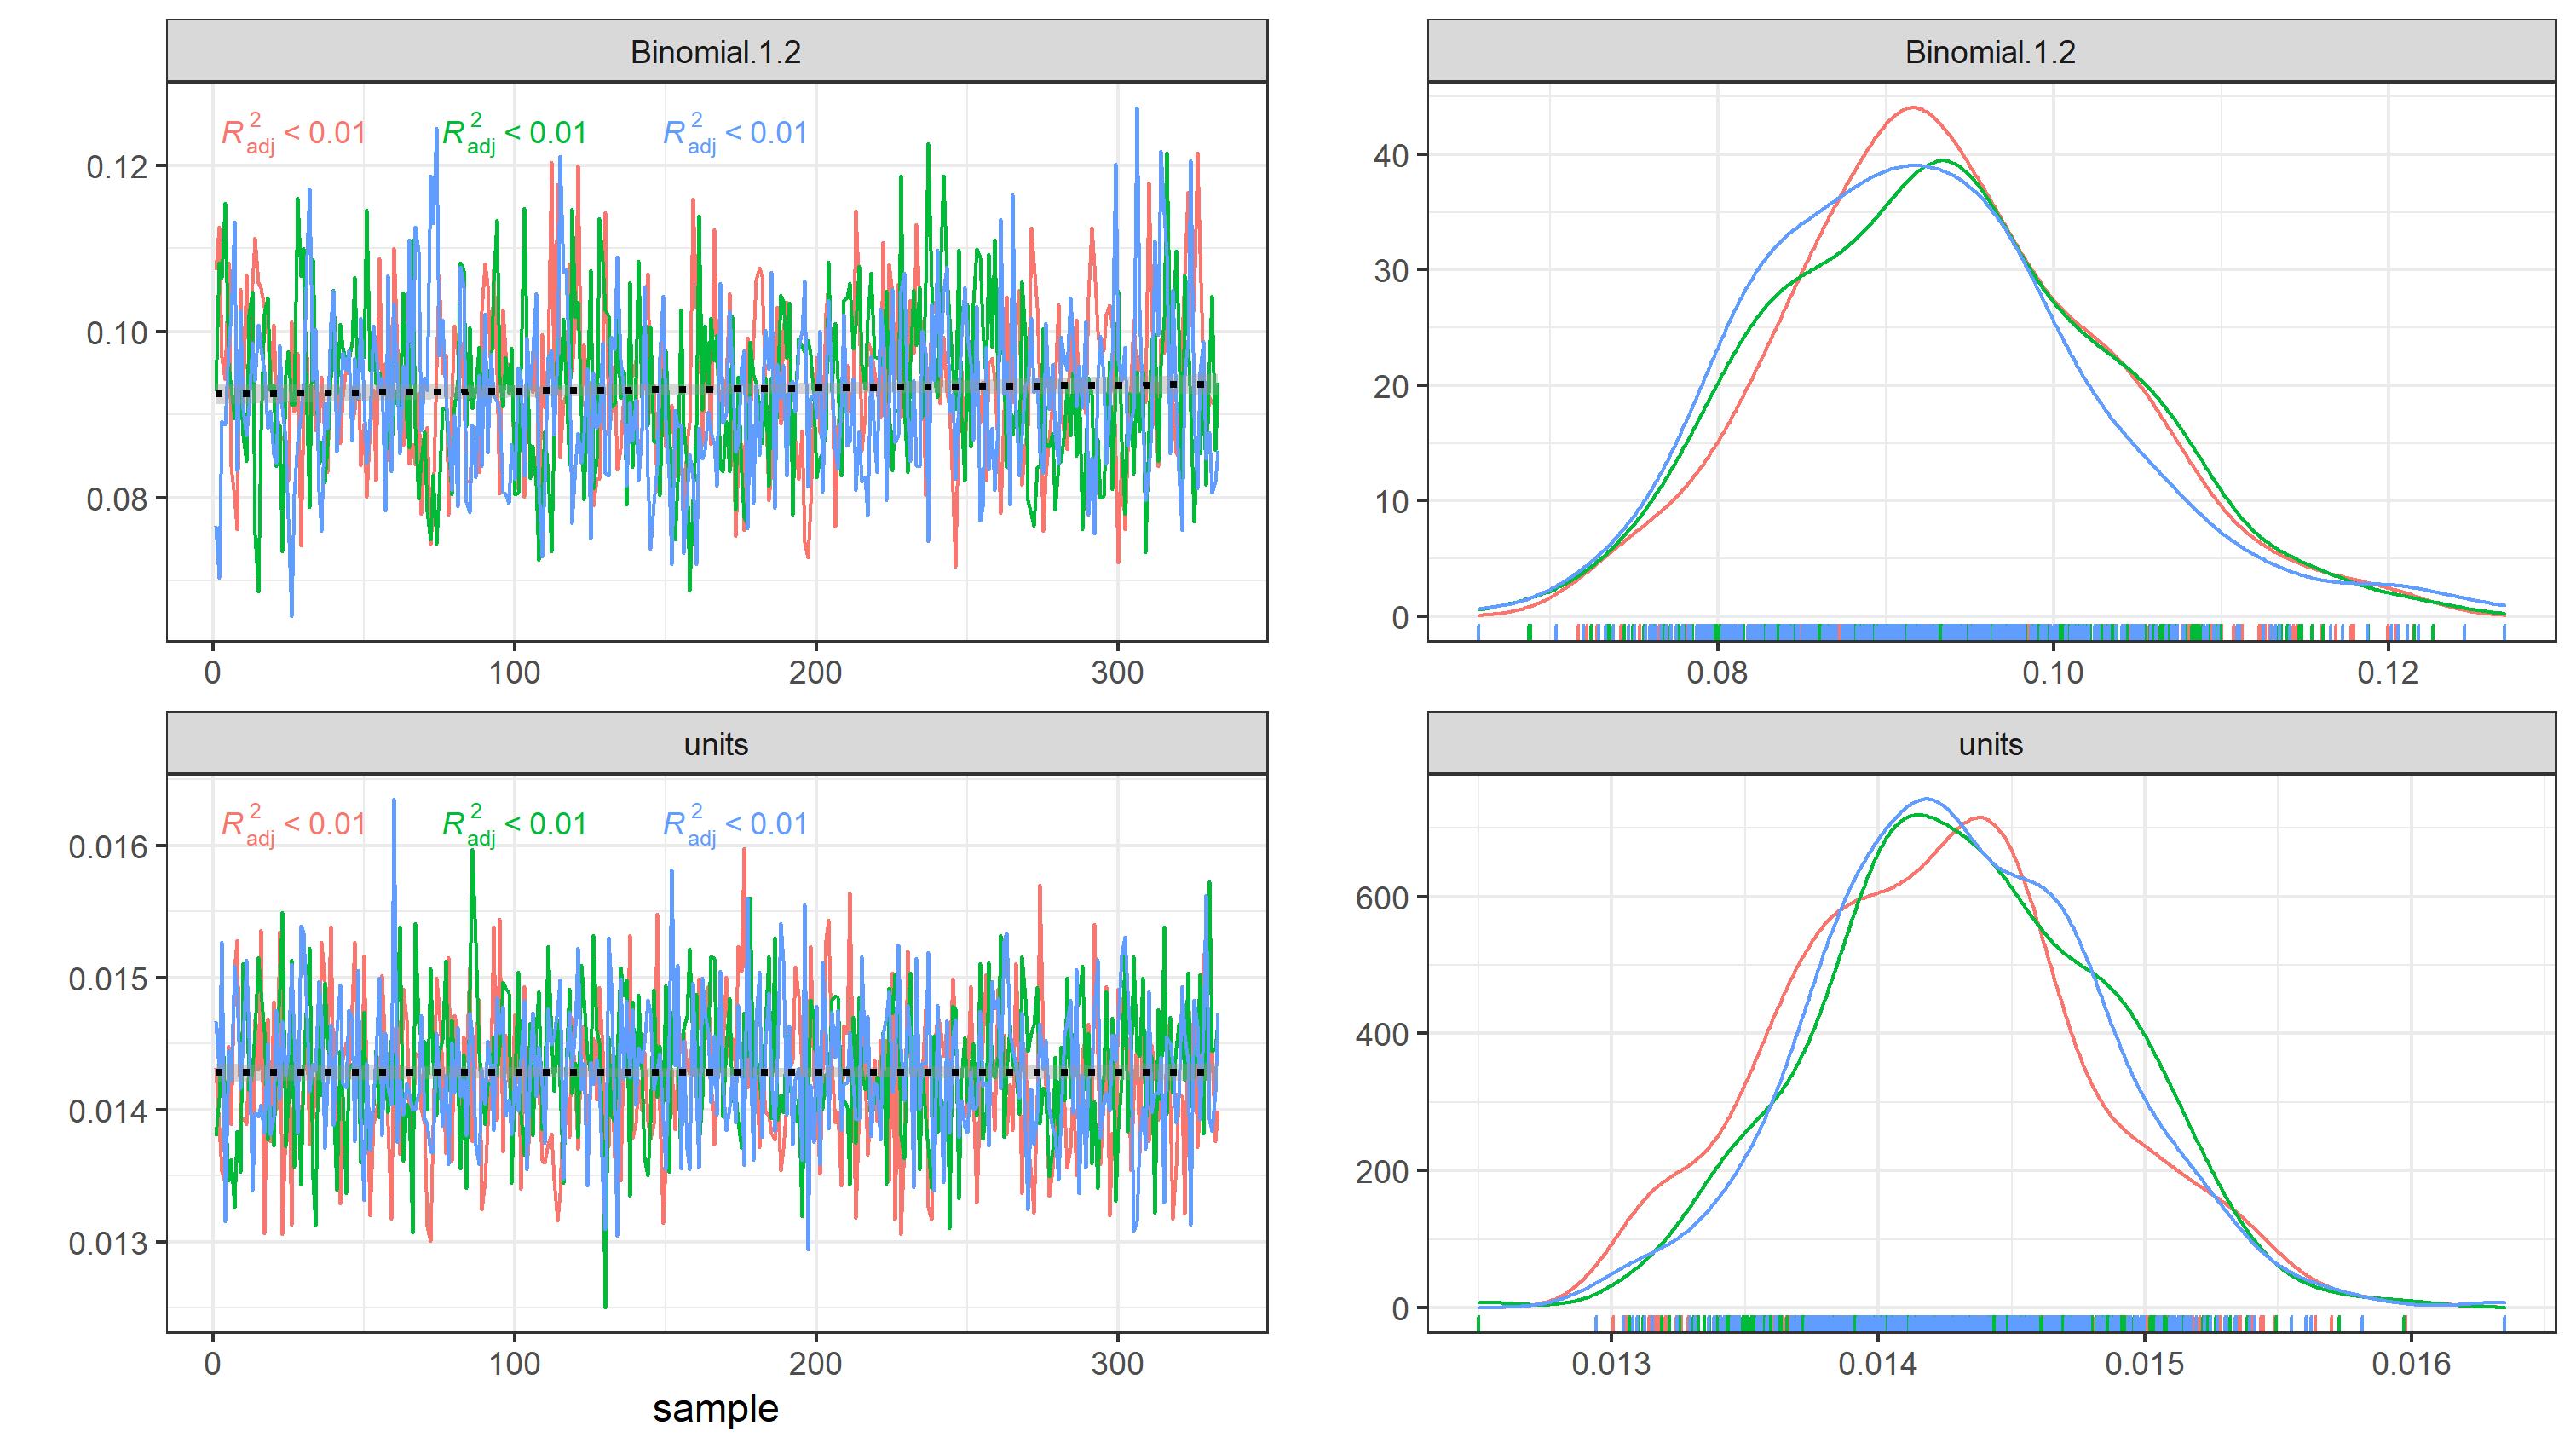 Binomial.1.2
R²adj < 0.01 R²adj < 0.01 R²adj < 0.01
0.12
0.10
0.08
0 100 200 300
Binomial.1.2
40
30
20
10
0
0.08 0.10 0.12
units
R²adj < 0.01 R²adj < 0.01 R²adj < 0.01
0.016
0.015
0.014
0.013
0 100 200 300
sample
units
600
400
200
0
0.013 0.014 0.015 0.016